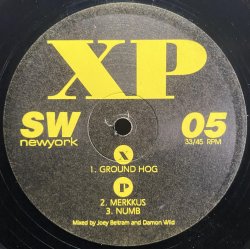 XP
SW
newyork
05
33/45 RPM
X
1. GROUND HOG
P
2. MERKKUS
3. NUMB
Mixed by Joey Beltram and Damon Wild